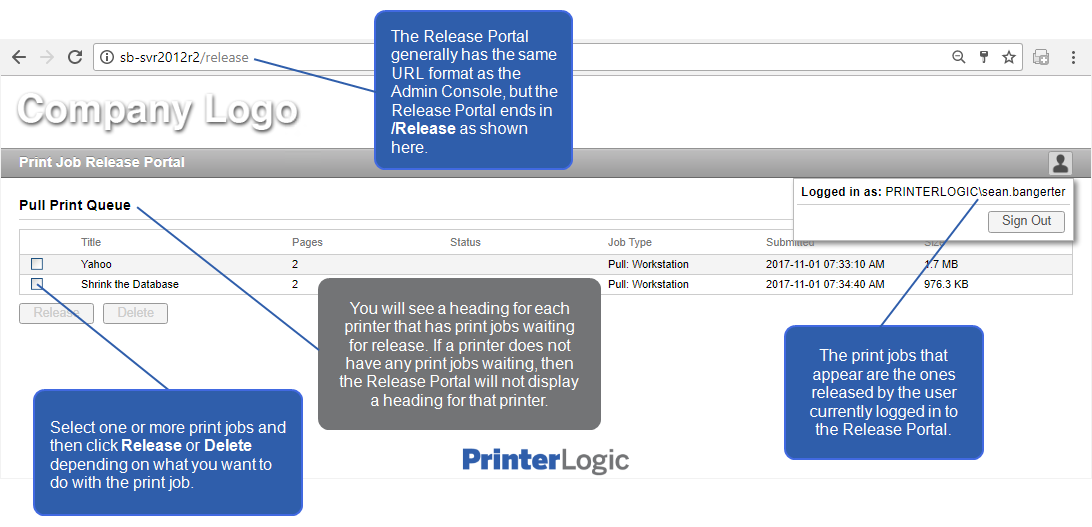 The Release Portal
generally has the same
URL format as the
Admin Console, but the
Release Portal ends in
/Release as shown
here.
sb-svr2012r2/release
Company Logo
Print Job Release Portal
Logged in as: PRINTERLOGIC\sean.bangerter
Sign Out
Pull Print Queue
Title Pages Status Job Type Submitted Size
Yahoo 2 Pull: Workstation 2017-11-01 07:33:10 AM 1.7 MB
Shrink the Database 2 Pull: Workstation 2017-11-01 07:34:40 AM 976.3 KB
Release Delete
You will see a heading for each
printer that has print jobs waiting
for release. If a printer does not
have any print jobs waiting, then
the Release Portal will not display
a heading for that printer.
The print jobs that
appear are the ones
released by the user
currently logged in to
the Release Portal.
Select one or more print jobs and
then click Release or Delete
depending on what you want to
do with the print job.
PrinterLogic